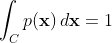 ∫_C p(𝐱) d𝐱 = 1